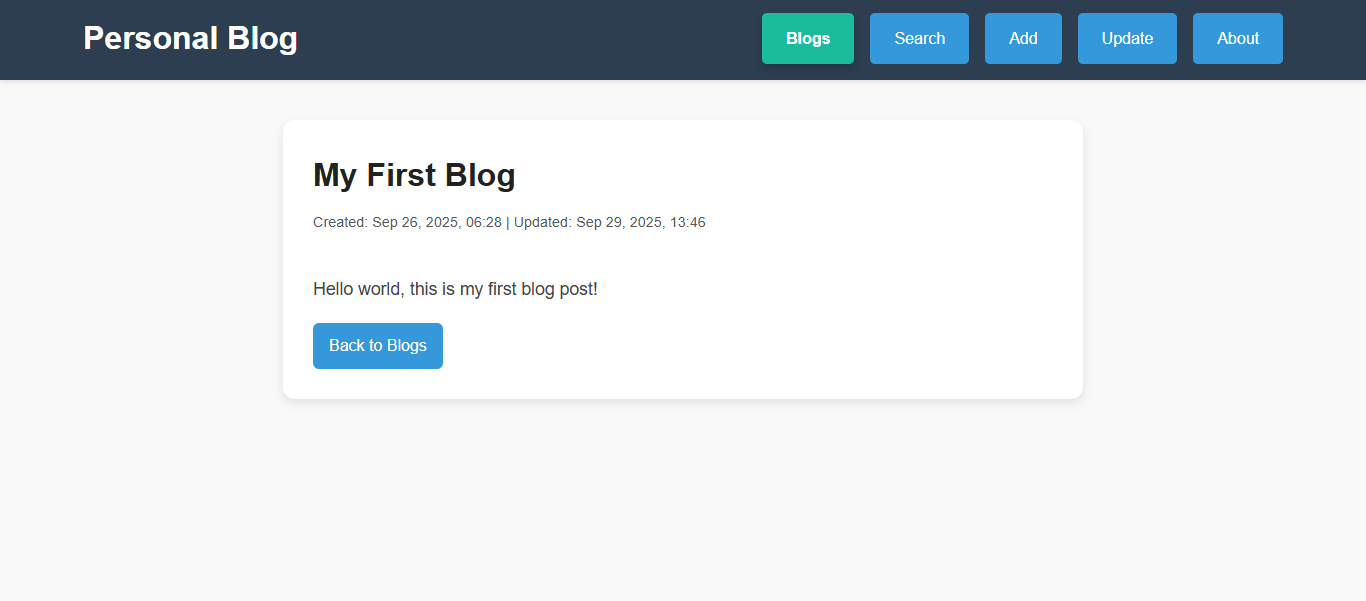 Personal Blog
Blogs Search Add Update About
My First Blog
Created: Sep 26, 2025, 06:28 | Updated: Sep 29, 2025, 13:46
Hello world, this is my first blog post!
Back to Blogs